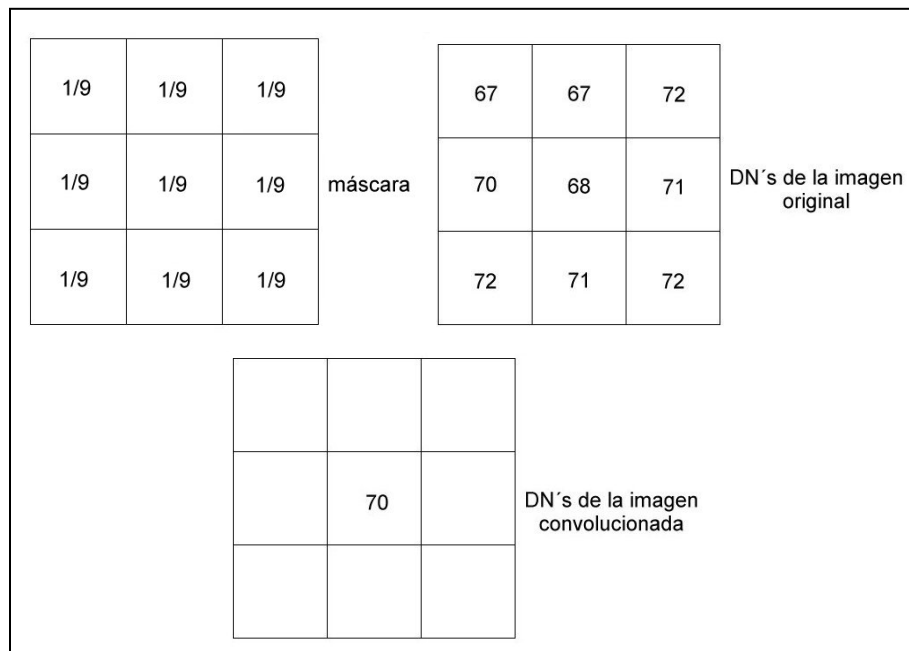 1/9 1/9 1/9
1/9 1/9 1/9
1/9 1/9 1/9
máscara
67 67 72
70 68 71
72 71 72
DN´s de la imagen
original
70
DN´s de la imagen
convolucionada